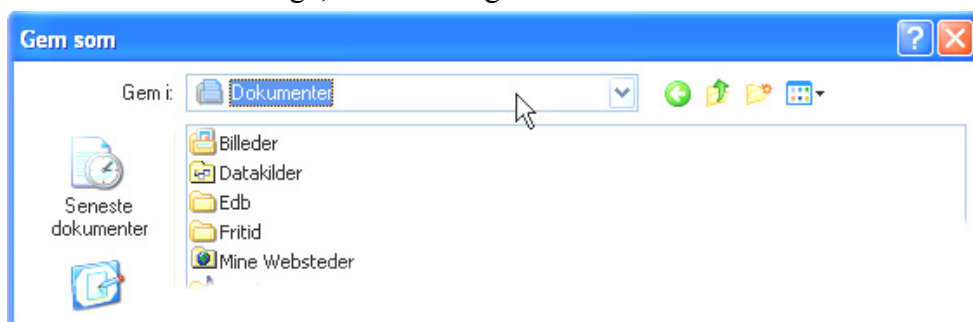 Gem som
Gem i:
Dokumenter
Billeder
Datakilder
Edb
Fritid
Mine Websteder
Seneste
dokumenter